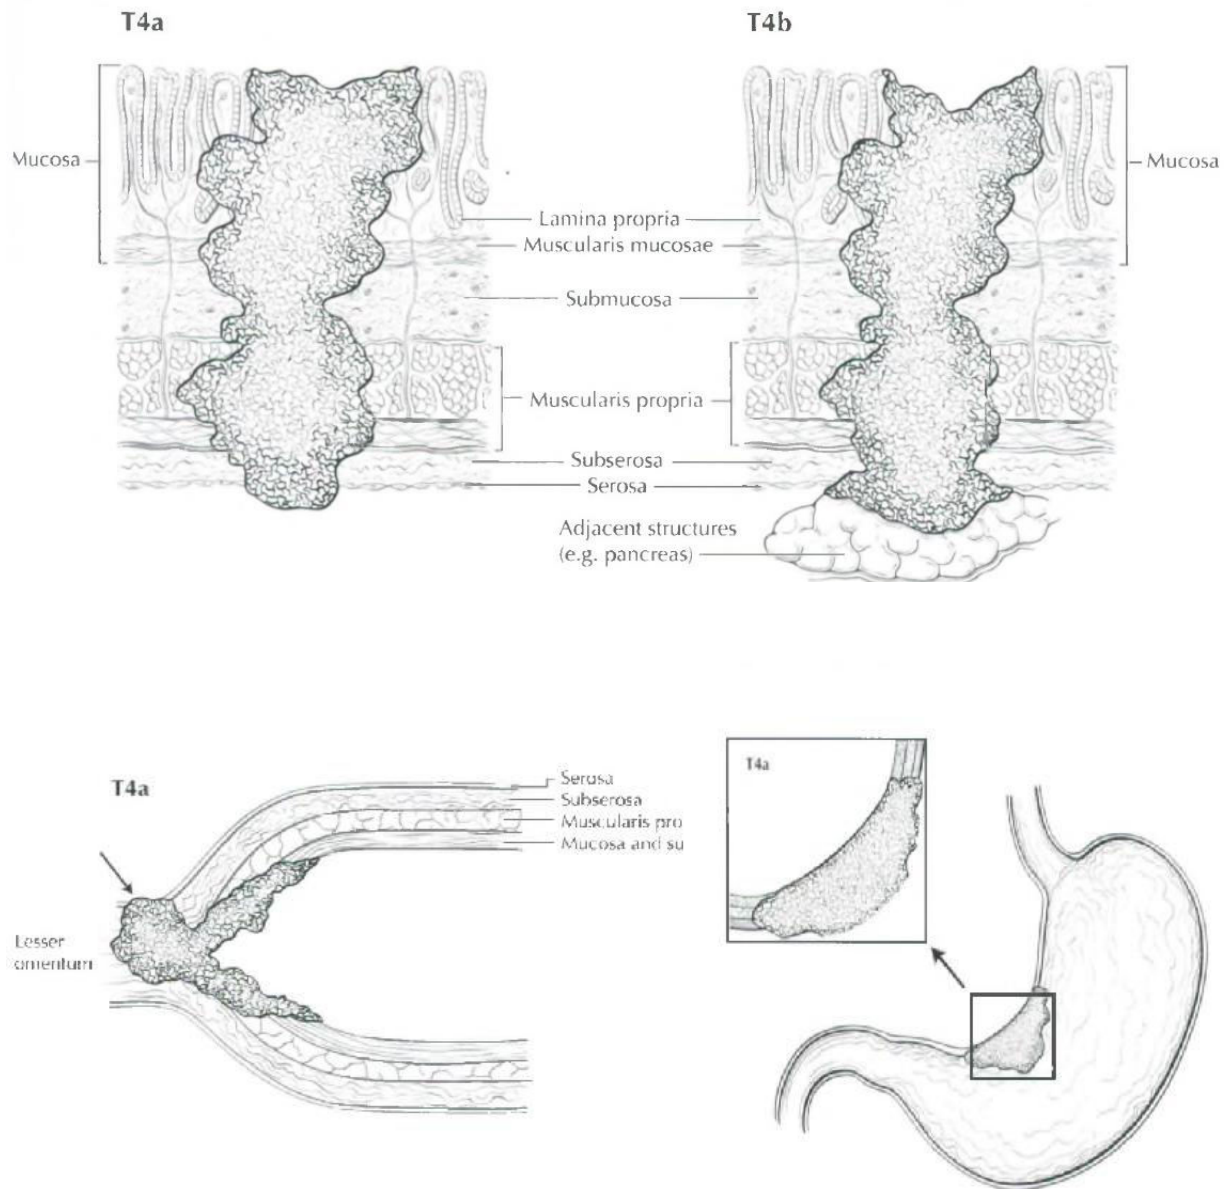 T4a
T4b
Mucosa
Mucosa
Lamina propria
Muscularis mucosae
Submucosa
Muscularis propria
Subserosa
Serosa
Adjacent structures
(e.g. pancreas)
T4a
Serosa
Subserosa
Muscularis pro
Mucosa and su
Lesser
omentum
T4a